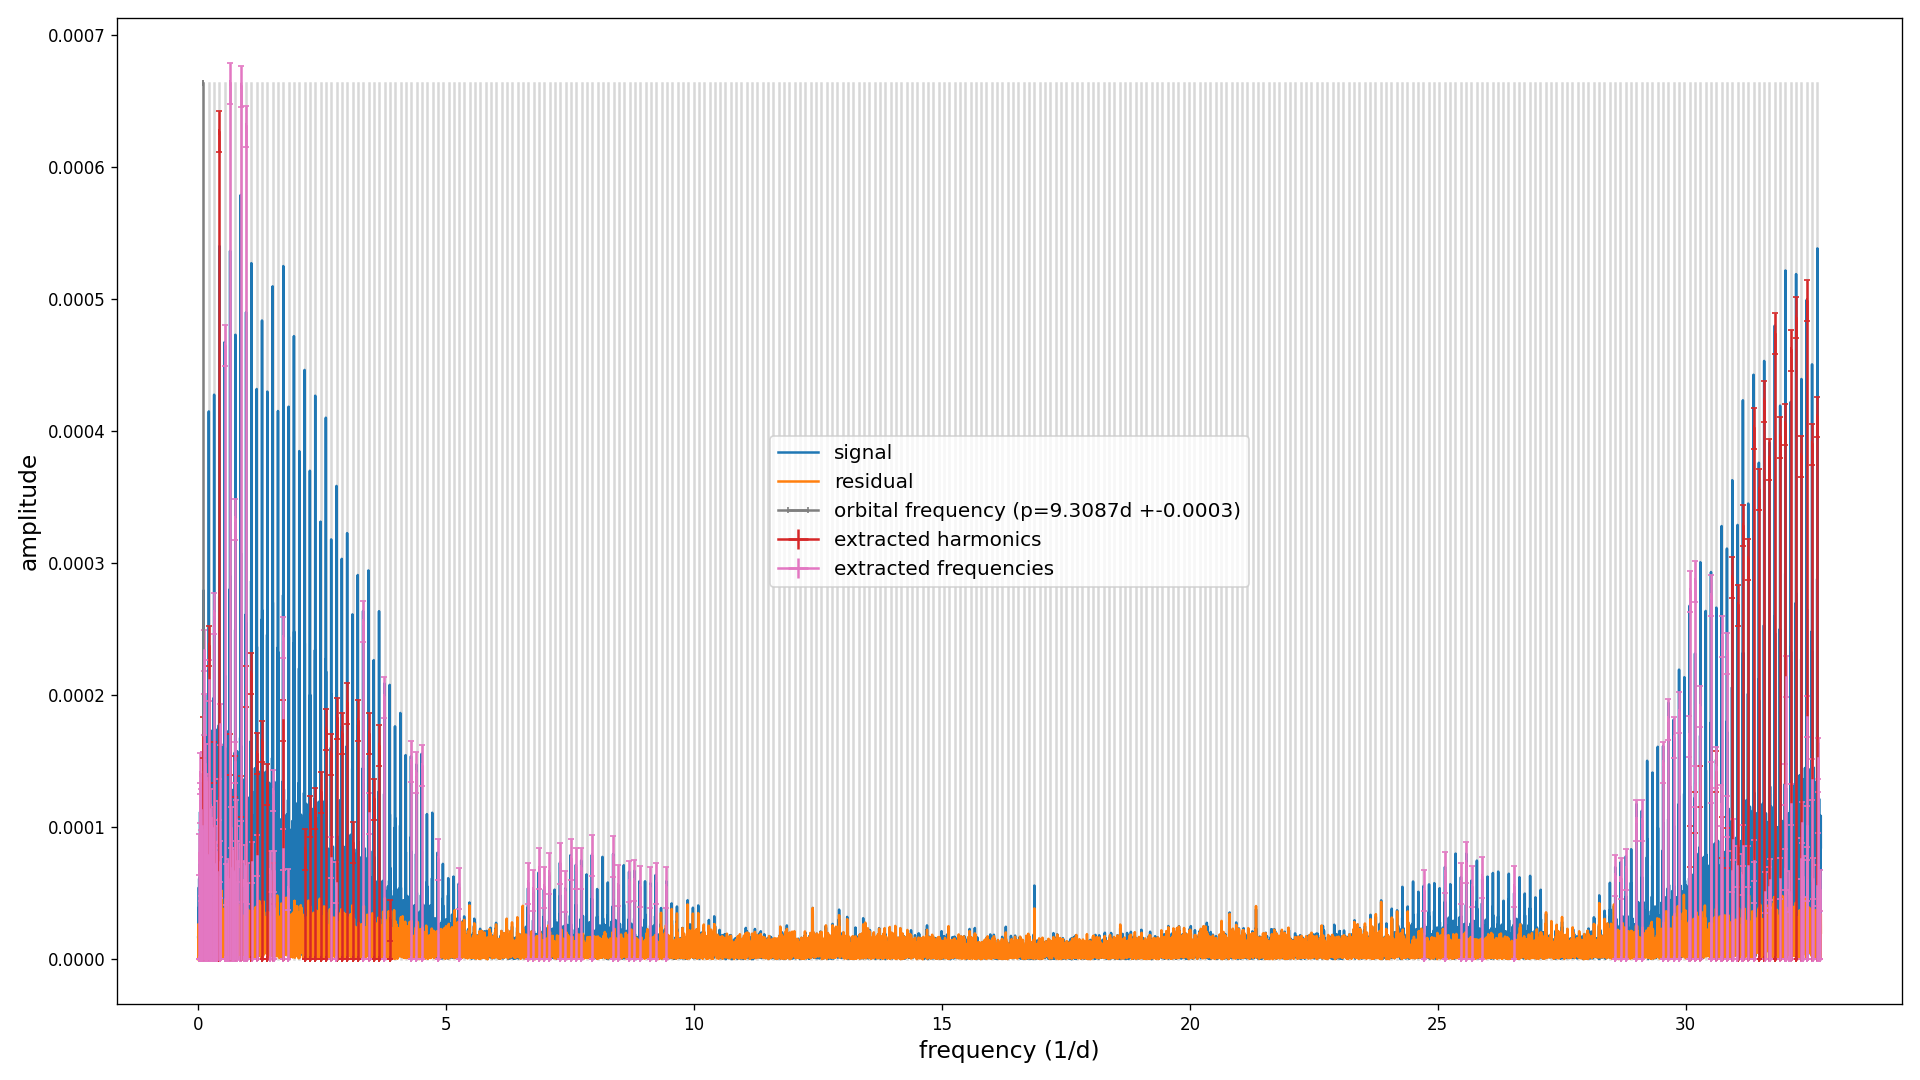 0.0007
0.0006
0.0005
0.0004
0.0003
0.0002
0.0001
0.0000
amplitude
signal
residual
orbital frequency (p=9.3087d +-0.0003)
extracted harmonics
extracted frequencies
0 5 10 15 20 25 30
frequency (1/d)